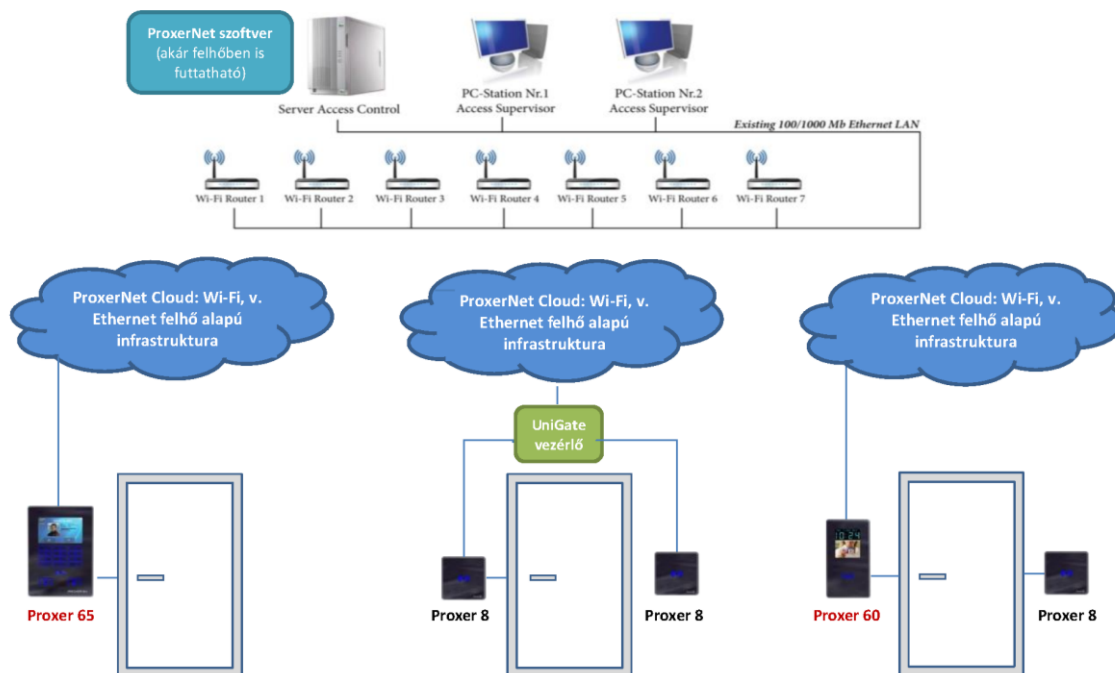 ProxerNet szoftver
(akár felhőben is
futtatható)
Server Access Control
PC-Station Nr.1
Access Supervisor
PC-Station Nr.2
Access Supervisor
Existing 100/1000 Mb Ethernet LAN
Wi-Fi Router 1
Wi-Fi Router 2
Wi-Fi Router 3
Wi-Fi Router 4
Wi-Fi Router 5
Wi-Fi Router 6
Wi-Fi Router 7
ProxerNet Cloud: Wi-Fi, v.
Ethernet felhő alapú
infrastruktura
ProxerNet Cloud: Wi-Fi, v.
Ethernet felhő alapú
infrastruktura
ProxerNet Cloud: Wi-Fi, v.
Ethernet felhő alapú
infrastruktura
UniGate
vezérlő
10:24
Proxer 65
Proxer 8
Proxer 8
Proxer 60
Proxer 8